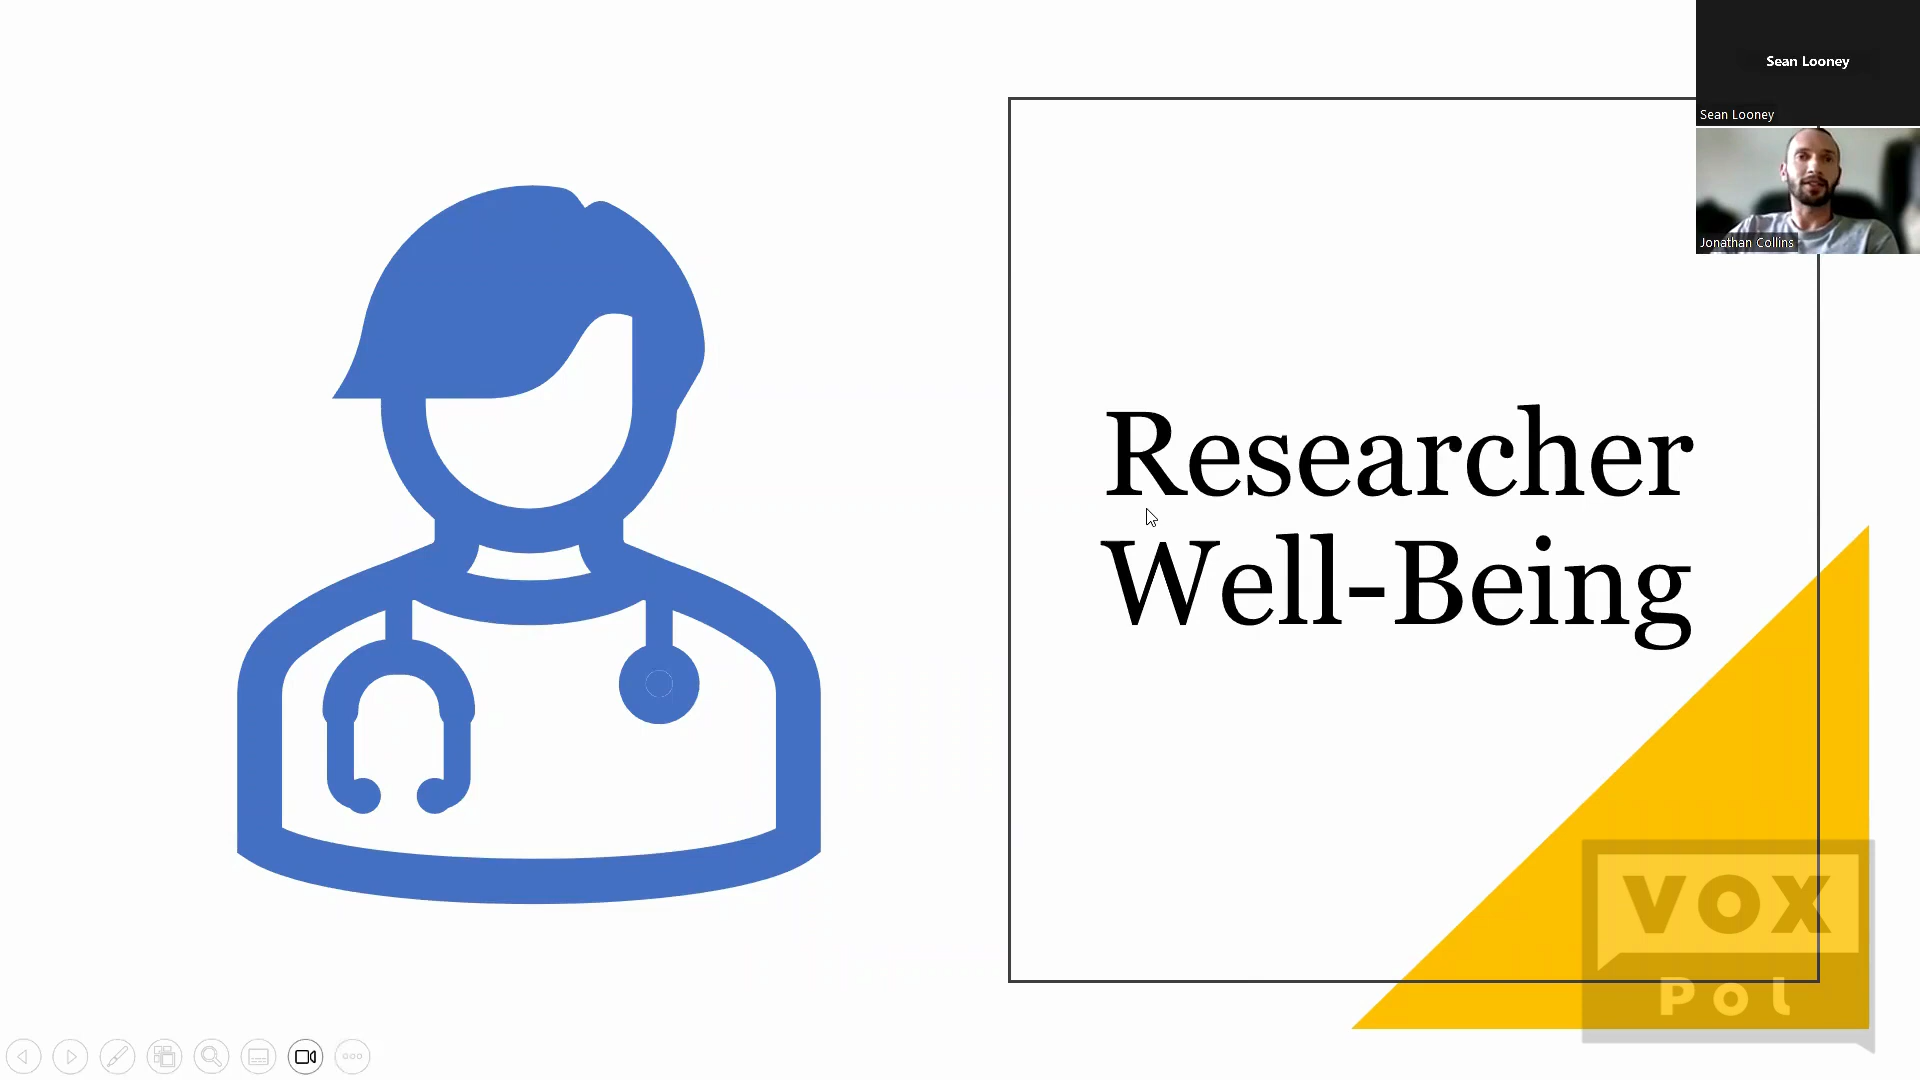 Sean Looney
Sean Looney
Jonathan Collins
Researcher
Well-Being
VOX
Pol